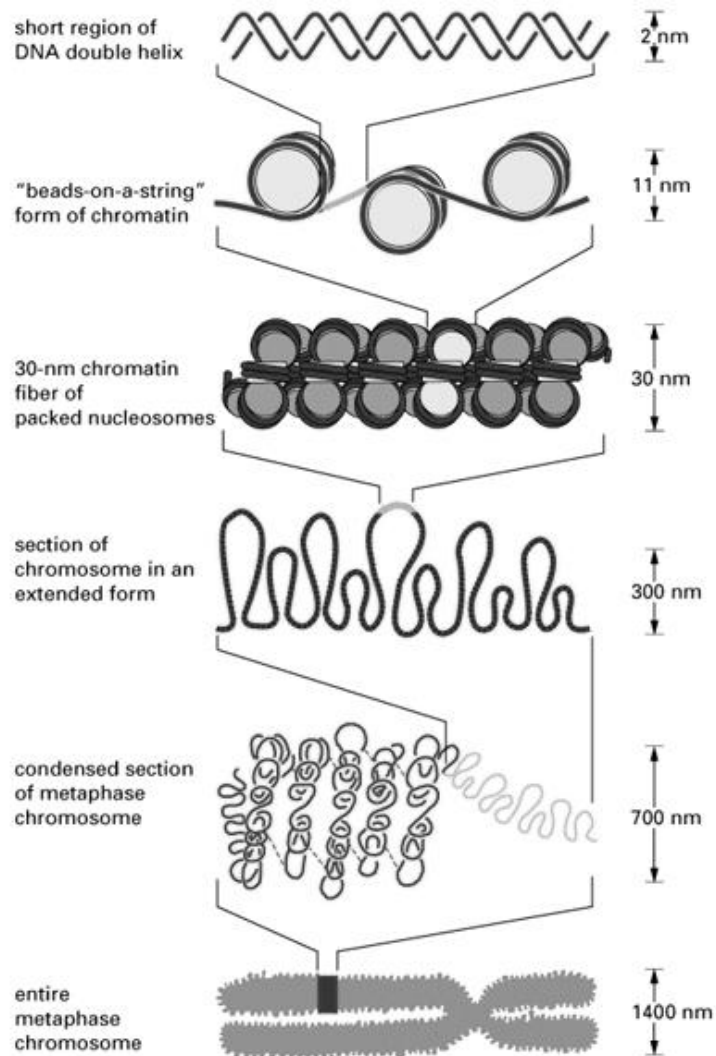 short region of
DNA double helix
2 nm
"beads-on-a-string"
form of chromatin
11 nm
30-nm chromatin
fiber of
packed nucleosomes
30 nm
section of
chromosome in an
extended form
300 nm
condensed section
of metaphase
chromosome
700 nm
entire
metaphase
chromosome
1400 nm